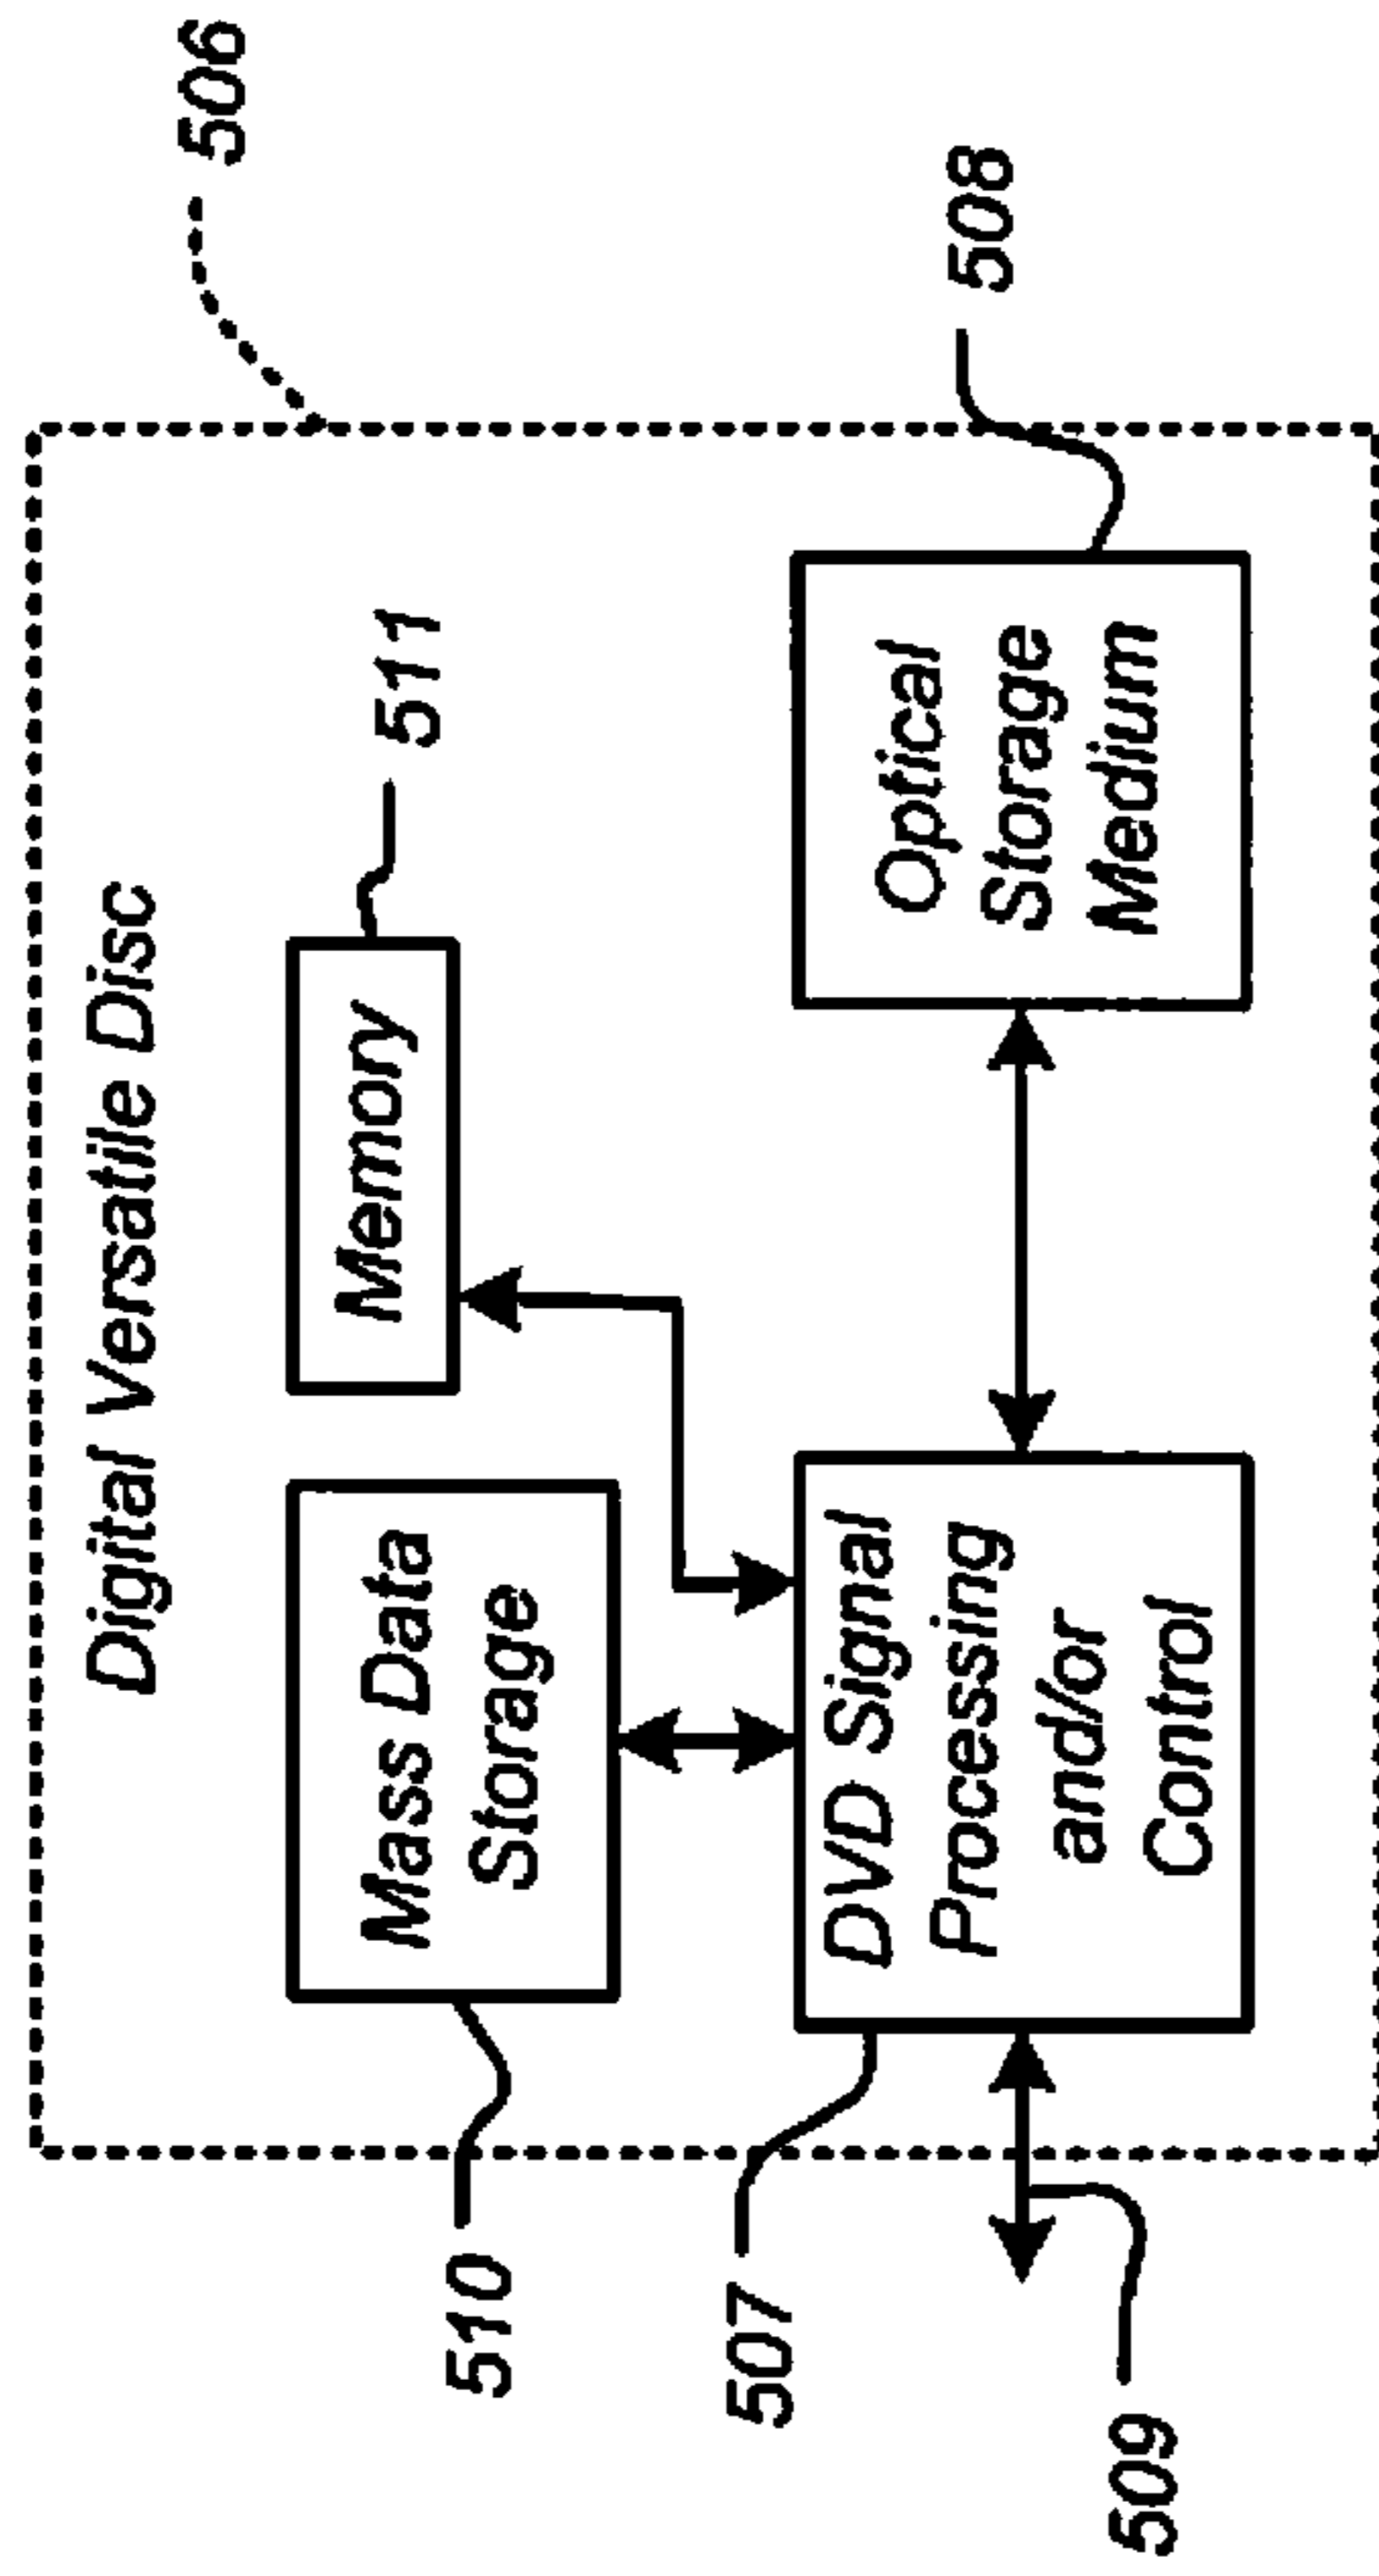 506
Digital Versatile Disc
510
Mass Data
Storage
Memory
511
507
DVD Signal
Processing
and/or
Control
Optical
Storage
Medium
508
509